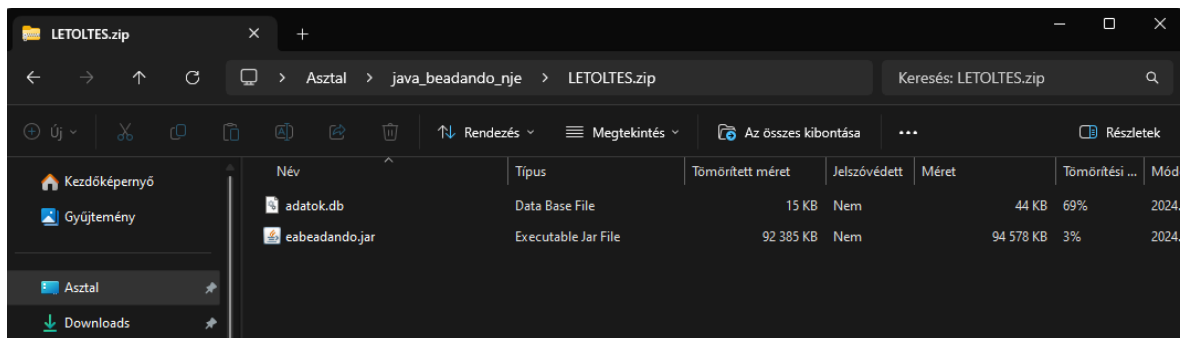 LETOLTES.zip
Asztal > java_beadando_nje > LETOLTES.zip Keresés: LETOLTES.zip
Új Rendezés Megtekintés Az összes kibontása ... Részletek
Név Típus Tömörített méret Jelszóvédett Méret Tömörítési ... Mód
Kezdőképernyő
adatok.db Data Base File 15 KB Nem 44 KB 69% 2024.
Gyűjtemény
eabeadando.jar Executable Jar File 92 385 KB Nem 94 578 KB 3% 2024.
Asztal
Downloads